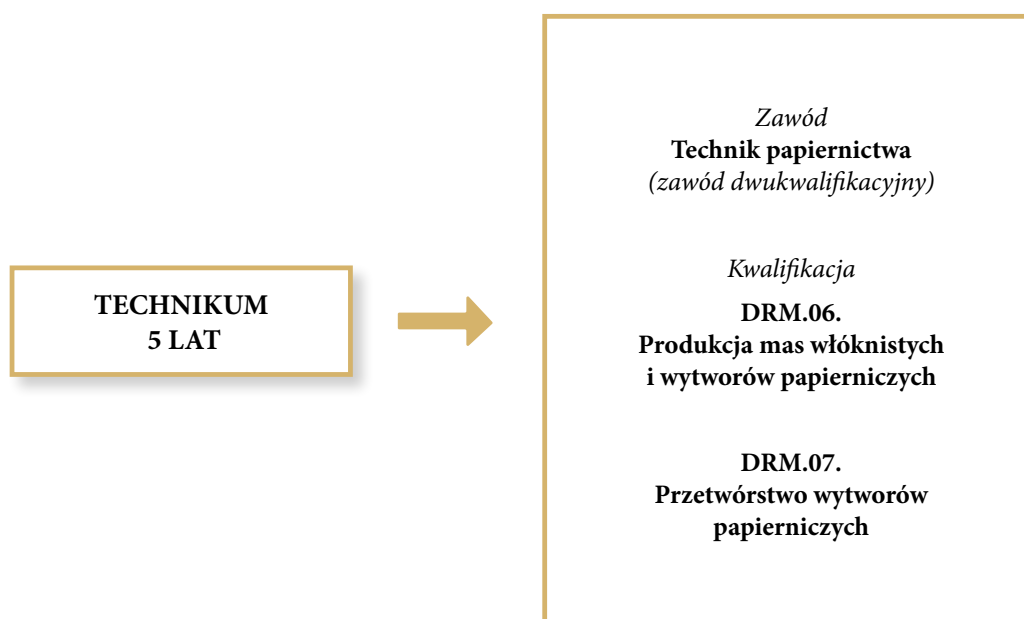 TECHNIKUM
5 LAT
Zawód
Technik papiernictwa
(zawód dwukwalifikacyjny)
Kwalifikacja
DRM.06.
Produkcja mas włóknistych
i wytworów papierniczych
DRM.07.
Przetwórstwo wytworów
papierniczych